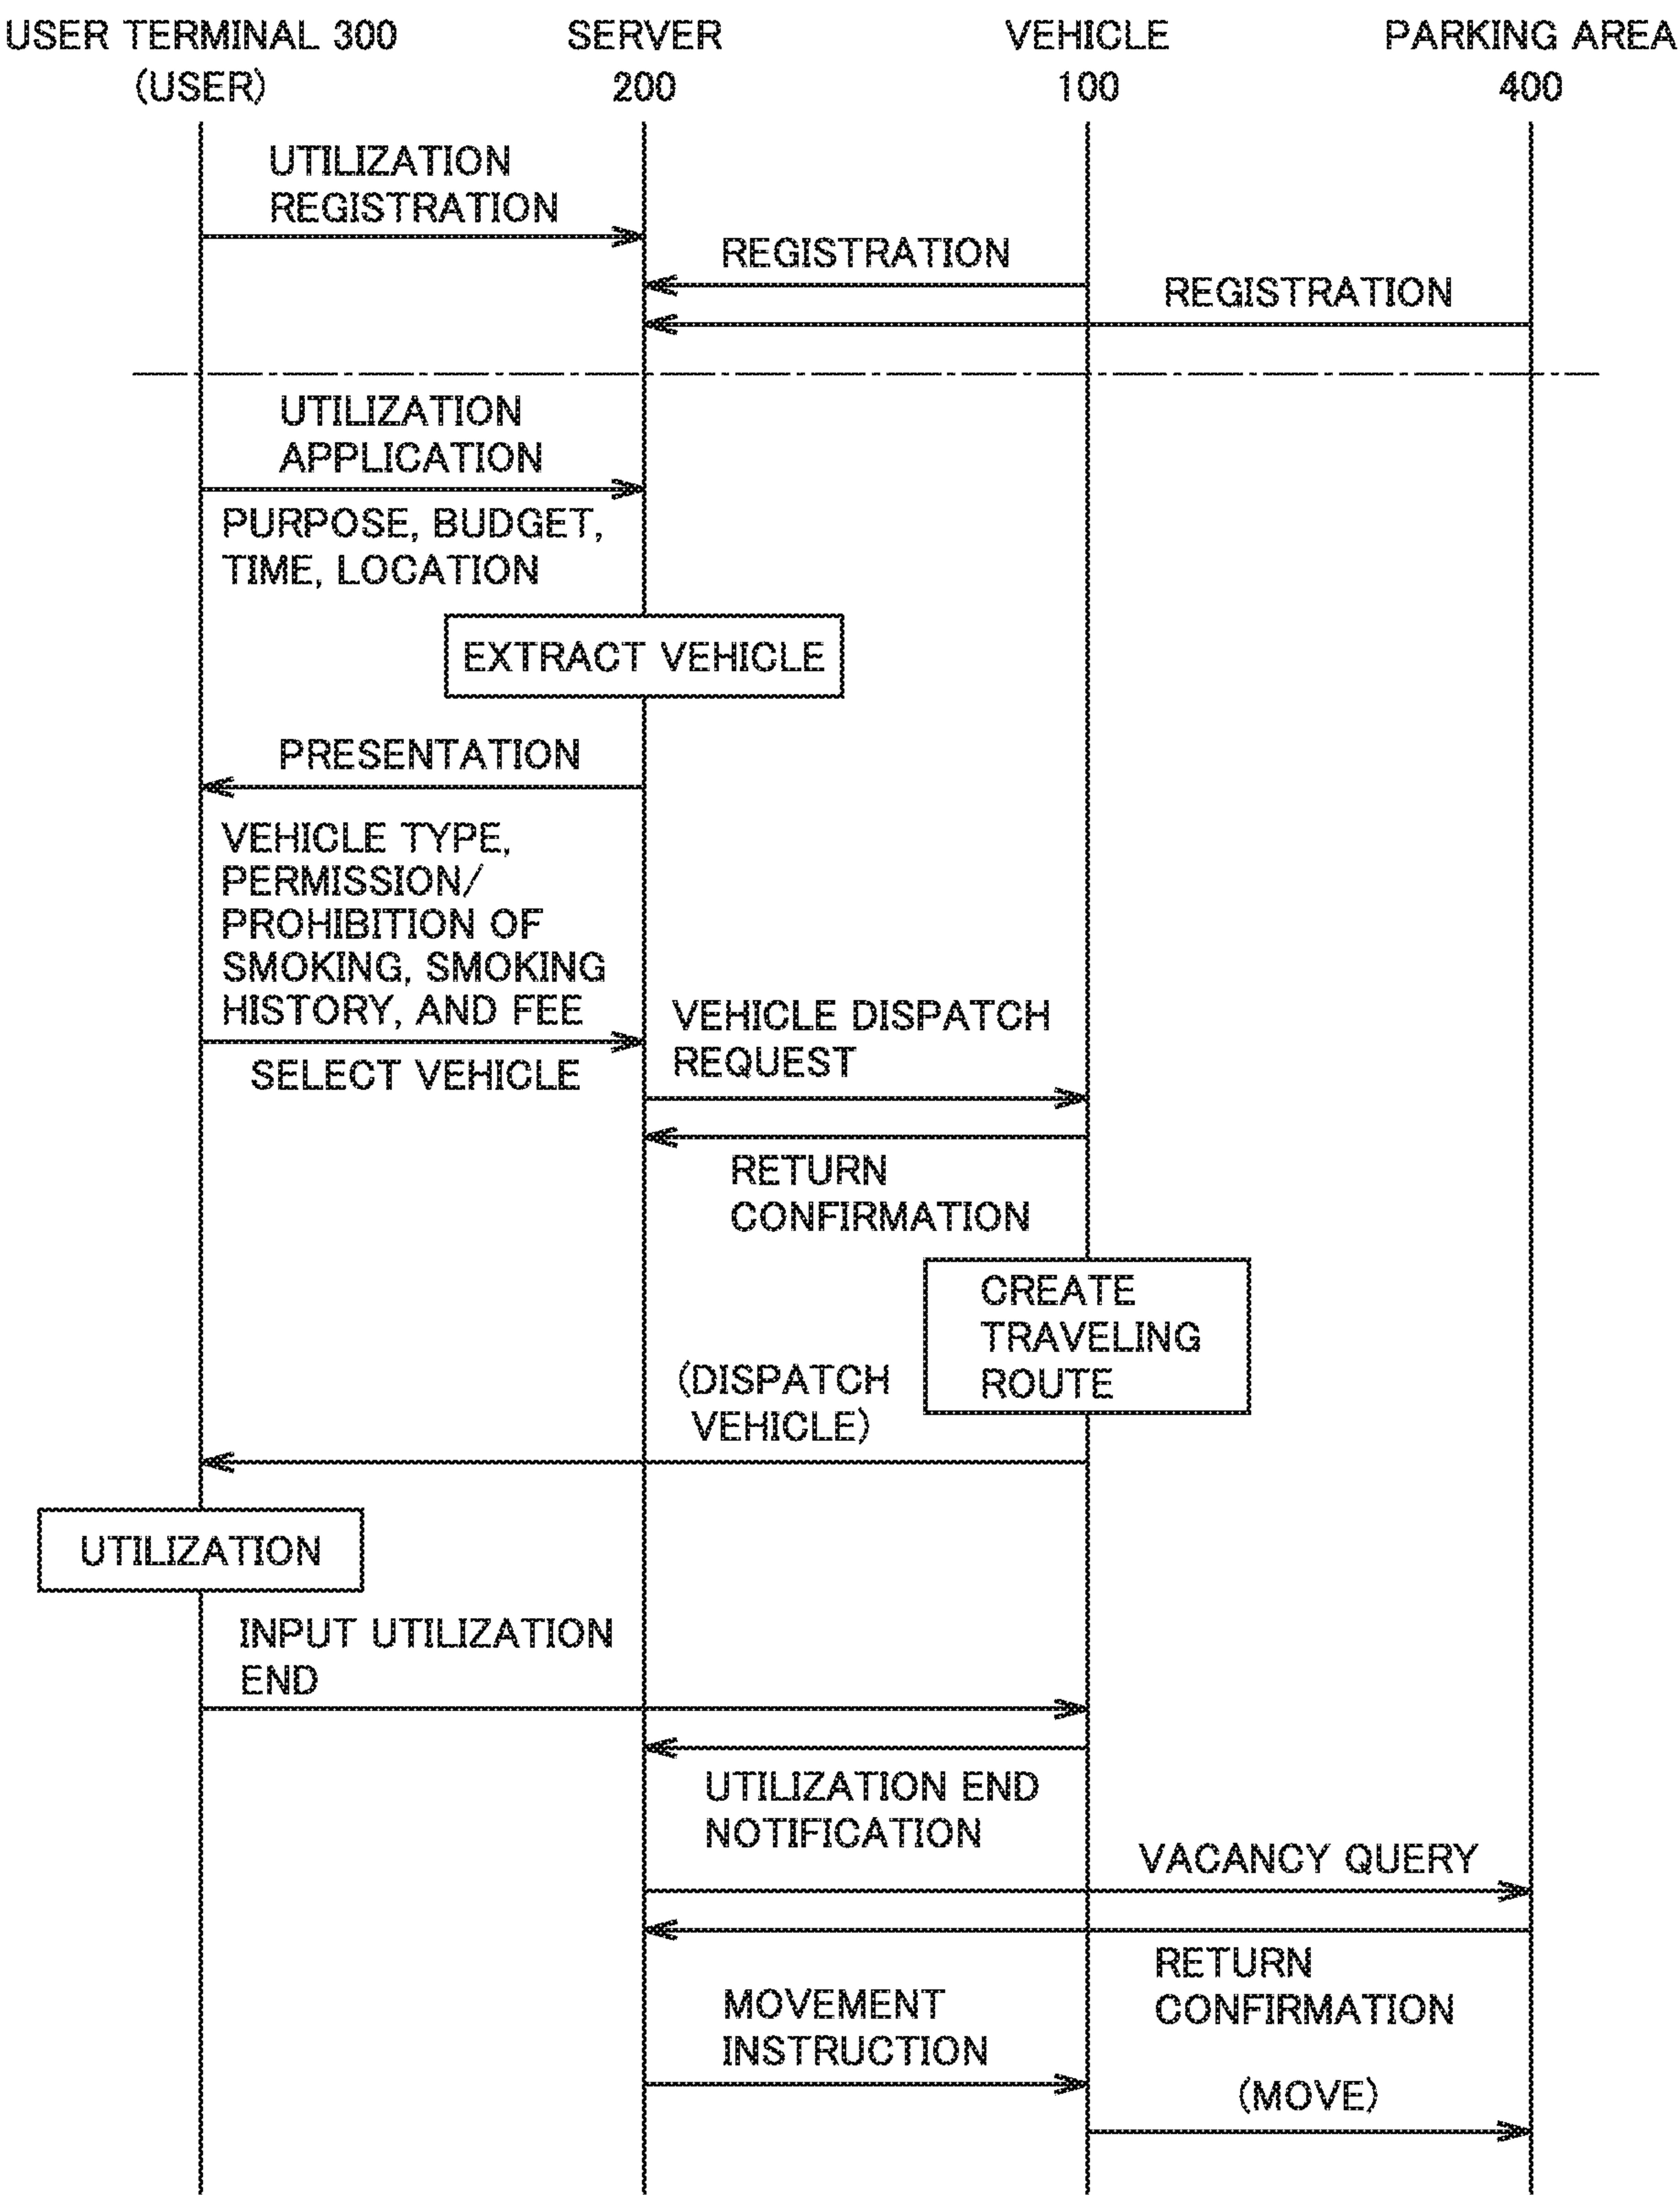 USER TERMINAL 300
(USER)
SERVER
200
VEHICLE
100
PARKING AREA
400
UTILIZATION
REGISTRATION
REGISTRATION
REGISTRATION
UTILIZATION
APPLICATION
PURPOSE, BUDGET,
TIME, LOCATION
EXTRACT VEHICLE
PRESENTATION
VEHICLE TYPE,
PERMISSION/
PROHIBITION OF
SMOKING, SMOKING
HISTORY, AND FEE
SELECT VEHICLE
VEHICLE DISPATCH
REQUEST
RETURN
CONFIRMATION
CREATE
TRAVELING
ROUTE
(DISPATCH
VEHICLE)
UTILIZATION
INPUT UTILIZATION
END
UTILIZATION END
NOTIFICATION
VACANCY QUERY
RETURN
CONFIRMATION
MOVEMENT
INSTRUCTION
(MOVE)